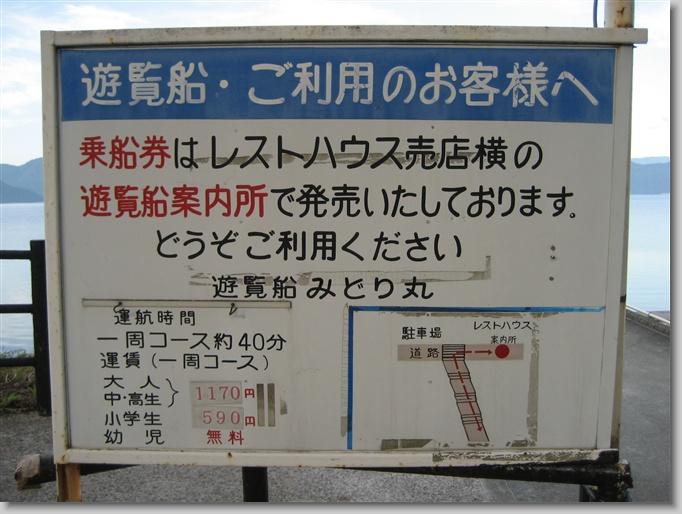 遊覧船・ご利用のお客様へ
乗船券はレストハウス売店横の
遊覧船案内所で発売いたしております。
どうぞご利用ください
遊覧船みどり丸
運航時間
一周コース約40分
運賃(一周コース)
大人
中・高生 1170円
小学生 590円
幼児 無料
駐車場
レストハウス
案内所
道路